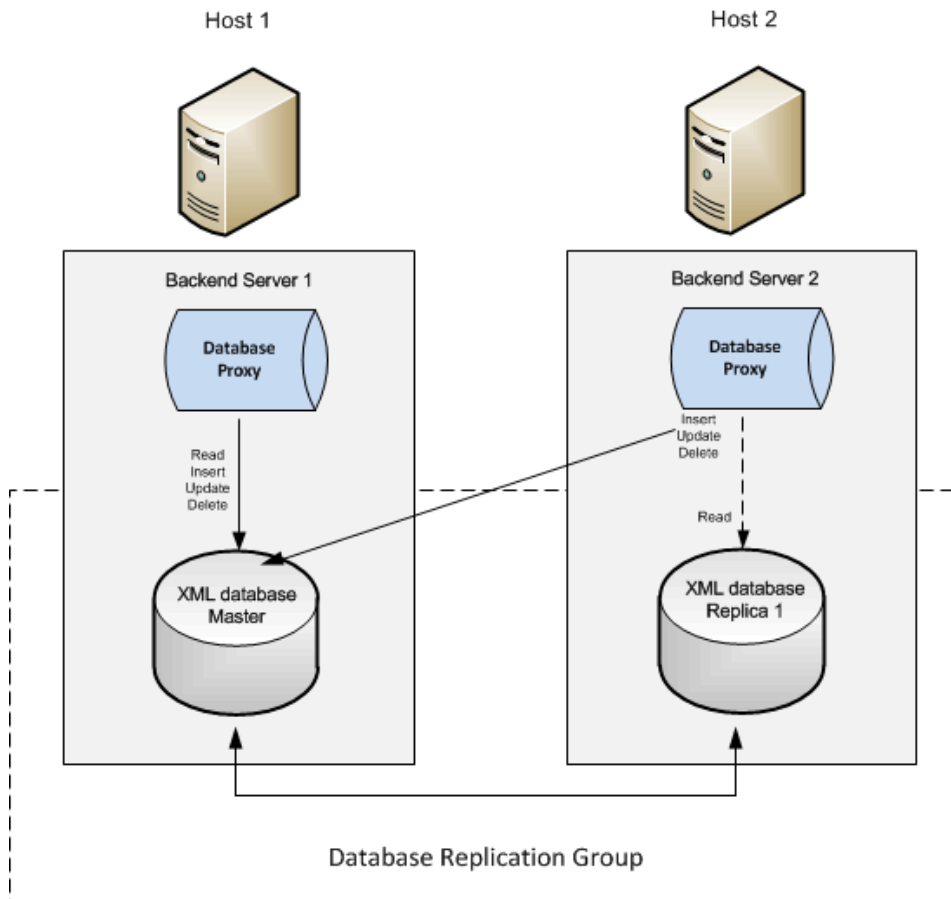 Host 1
Host 2
Backend Server 1
Backend Server 2
Database
Proxy
Database
Proxy
Read
Insert
Update
Delete
Insert
Update
Delete
Read
XML database
Master
XML database
Replica 1
Database Replication Group